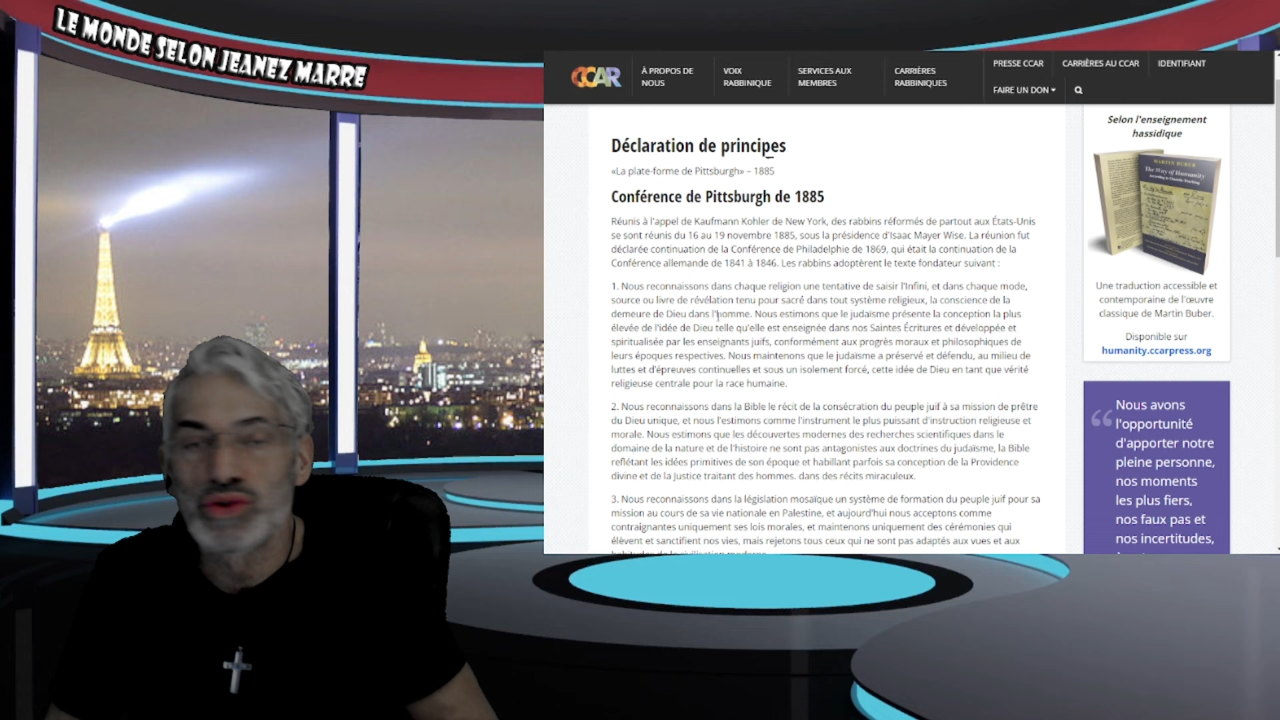 LE MONDE SELON JEANEZ MARRE
CCAR
À PROPOS DE
NOUS
VOIX
RABBINIQUE
SERVICES AUX
MEMBRES
CARRIÈRES
RABBINIQUES
PRESSE CCAR
CARRIÈRES AU CCAR
IDENTIFIANT
FAIRE UN DON
Déclaration de principes
«La plate-forme de Pittsburgh» – 1885
Conférence de Pittsburgh de 1885
Réunis à l'appel de Kaufmann Kohler de New York, des rabbins réformés de partout aux États-Unis
se sont réunis du 16 au 19 novembre 1885, sous la présidence d'Isaac Mayer Wise. La réunion fut
déclarée continuation de la Conférence de Philadelphie de 1869, qui était la continuation de la
Conférence allemande de 1841 à 1846. Les rabbins adoptèrent le texte fondateur suivant :
1. Nous reconnaissons dans chaque religion une tentative de saisir l'Infini, et dans chaque mode,
source ou livre de révélation tenu pour sacré dans tout système religieux, la conscience de la
demeure de Dieu dans l'homme. Nous estimons que le judaïsme présente la conception la plus
élevée de l'idée de Dieu telle qu'elle est enseignée dans nos Saintes Écritures et développée et
spiritualisée par les enseignants juifs, conformément aux progrès moraux et philosophiques de
leurs époques respectives. Nous maintenons que le judaïsme a préservé et défendu, au milieu de
luttes et d'épreuves continuelles et sous un isolement forcé, cette idée de Dieu en tant que vérité
religieuse centrale pour la race humaine.
2. Nous reconnaissons dans la Bible le récit de la consécration du peuple juif à sa mission de prêtre
du Dieu unique, et nous l'estimons comme l'instrument le plus puissant d'instruction religieuse et
morale. Nous estimons que les découvertes modernes des recherches scientifiques dans le
domaine de la nature et de l'histoire ne sont pas antagonistes aux doctrines du judaïsme, la Bible
reflétant les idées primitives de son époque et habillant parfois sa conception de la Providence
divine et de la Justice traitant des hommes. dans des récits miraculeux.
3. Nous reconnaissons dans la législation mosaïque un système de formation du peuple juif pour sa
mission au cours de sa vie nationale en Palestine, et aujourd'hui nous acceptons comme
contraignantes uniquement ses lois morales, et maintenons uniquement des cérémonies qui
élèvent et sanctifient nos vies, mais rejetons tous ceux qui ne sont pas adaptés aux vues et aux
Selon l'enseignement
hassidique
MARTIN BUBER
The Way of Humanity
Une traduction accessible et
contemporaine de l'œuvre
classique de Martin Buber.
Disponible sur
humanity.ccarpress.org
“ Nous avons
l'opportunité
d'apporter notre
pleine personne,
nos moments
les plus fiers,
nos faux pas et
nos incertitudes,